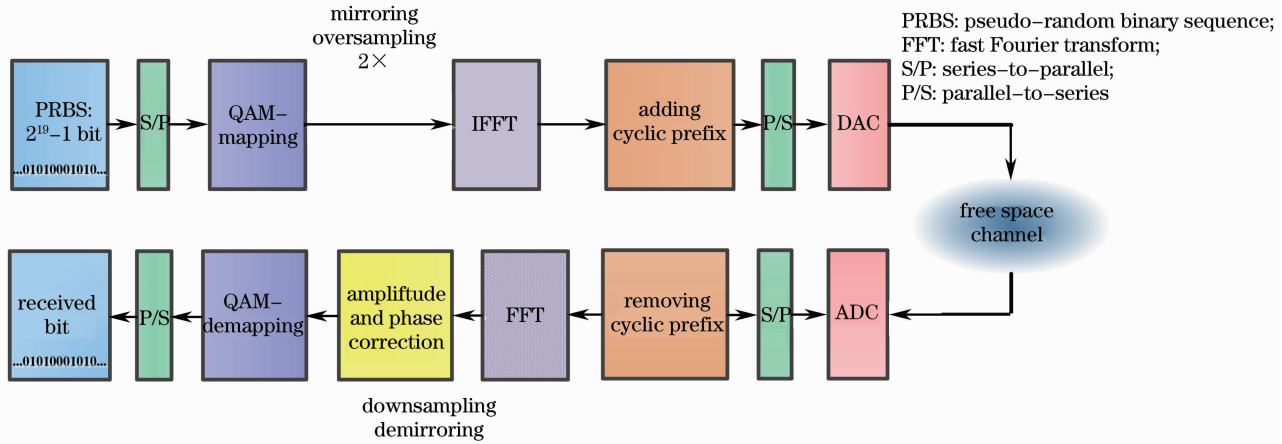 mirroring
oversampling
2×
PRBS: pseudo-random binary sequence;
FFT: fast Fourier transform;
S/P: series-to-parallel;
P/S: parallel-to-series
PRBS:
2¹⁹−1 bit
...01010001010...
S/P
QAM-
mapping
IFFT
adding
cyclic prefix
P/S
DAC
free space
channel
received
bit
...01010001010...
P/S
QAM-
demapping
ampliftude
and phase
correction
FFT
removing
cyclic prefix
S/P
ADC
downsampling
demirroring